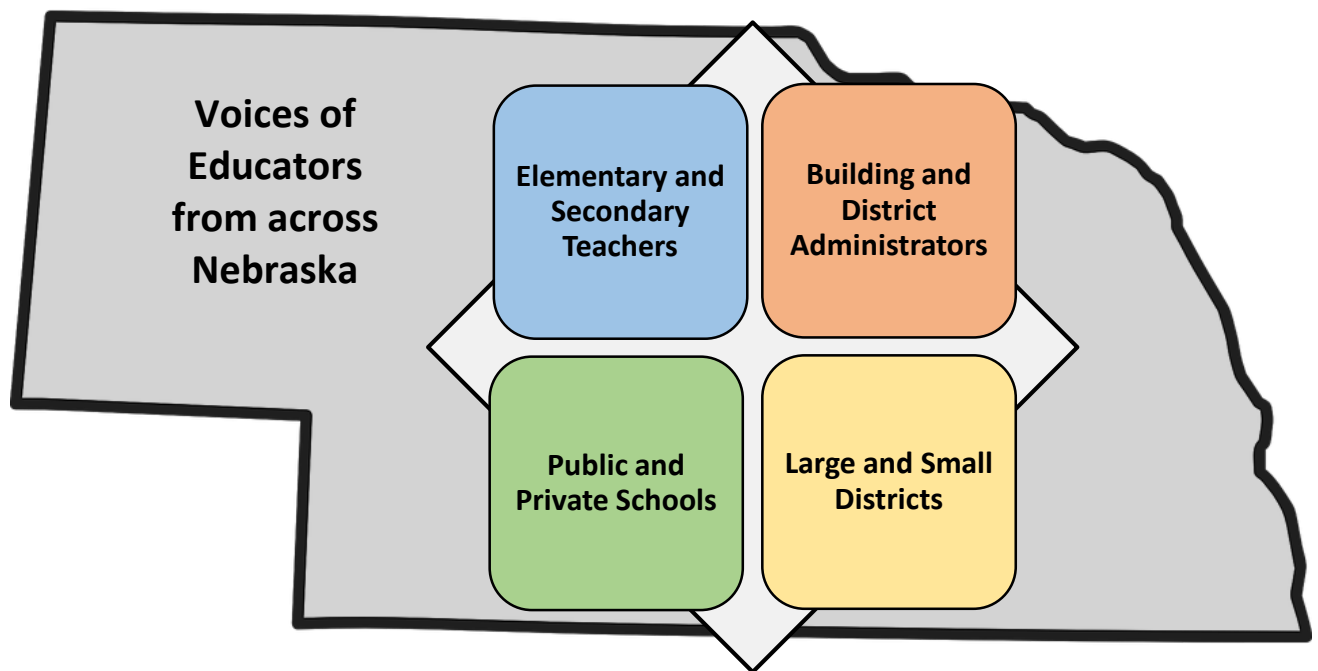 Voices of
Educators
from across
Nebraska
Elementary and
Secondary
Teachers
Building and
District
Administrators
Public and
Private Schools
Large and Small
Districts